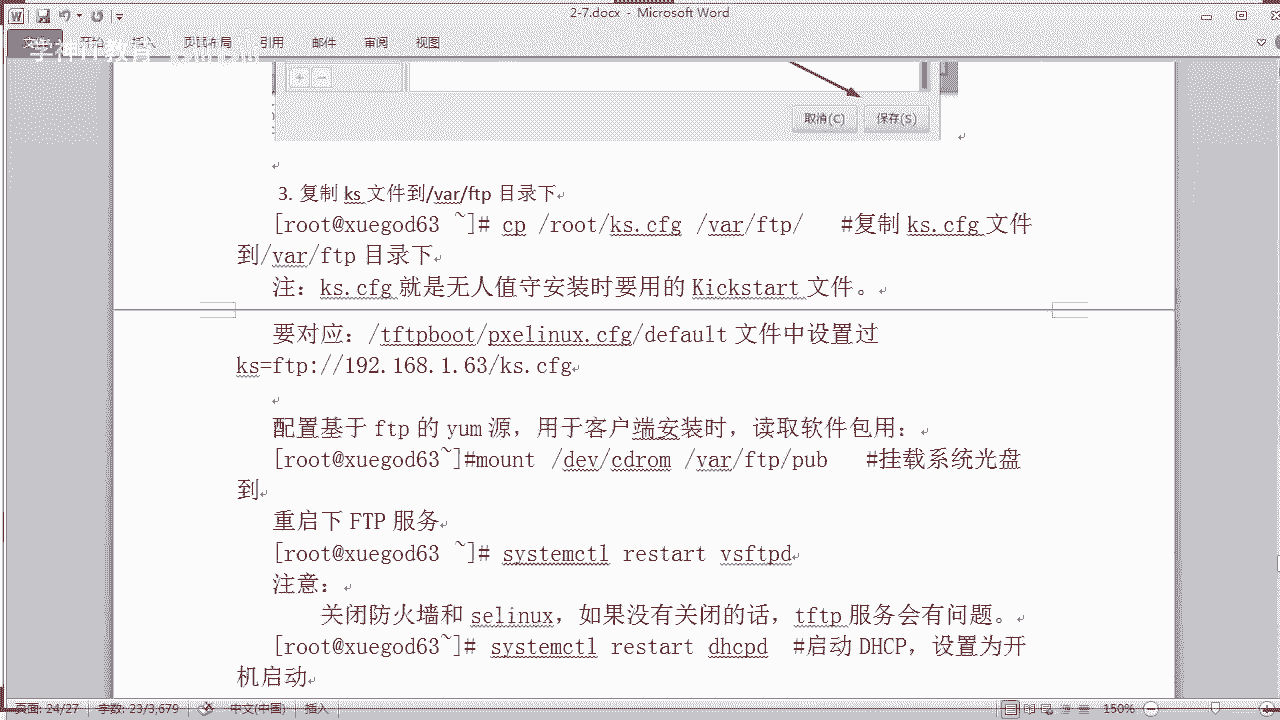 2-7.docx - Microsoft Word
文件 开始 插入 页面布局 引用 邮件 审阅 视图
学神IT教育
取消(C) 保存(S)
3. 复制 ks 文件到/var/ftp 目录下
[root@xuegod63 ~]# cp /root/ks.cfg /var/ftp/ #复制 ks.cfg 文件
到/var/ftp 目录下
注：ks.cfg 就是无人值守安装时要用的 Kickstart 文件。
要对应：/tftpboot/pxelinux.cfg/default 文件中设置过
ks=ftp://192.168.1.63/ks.cfg
配置基于 ftp 的 yum 源，用于客户端安装时，读取软件包用：
[root@xuegod63~]#mount /dev/cdrom /var/ftp/pub #挂载系统光盘
到
重启下 FTP 服务
[root@xuegod63 ~]# systemctl restart vsftpd
注意：
关闭防火墙和 selinux，如果没有关闭的话，tftp 服务会有问题。
[root@xuegod63~]# systemctl restart dhcpd #启动 DHCP，设置为开
机启动
页面: 24/27 字数: 23/3,679 中文(中国) 插入 150%